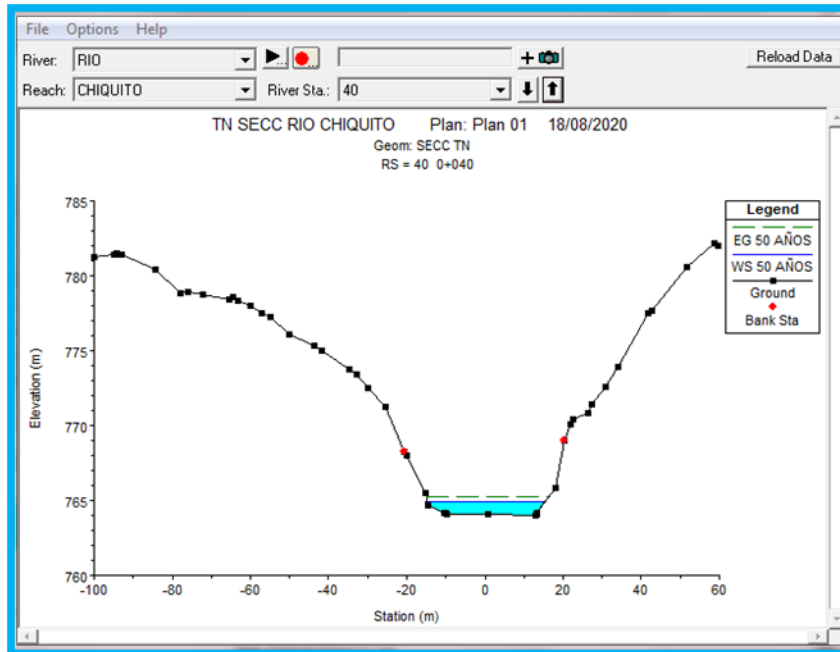 File Options Help
River: RIO
Reload Data
Reach: CHIQUITO River Sta.: 40
TN SECC RIO CHIQUITO Plan: Plan 01 18/08/2020
Geom: SECC TN
RS = 40 0+040
Legend
EG 50 AÑOS
WS 50 AÑOS
Ground
Bank Sta
Elevation (m)
785
780
775
770
765
760
-100 -80 -60 -40 -20 0 20 40 60
Station (m)